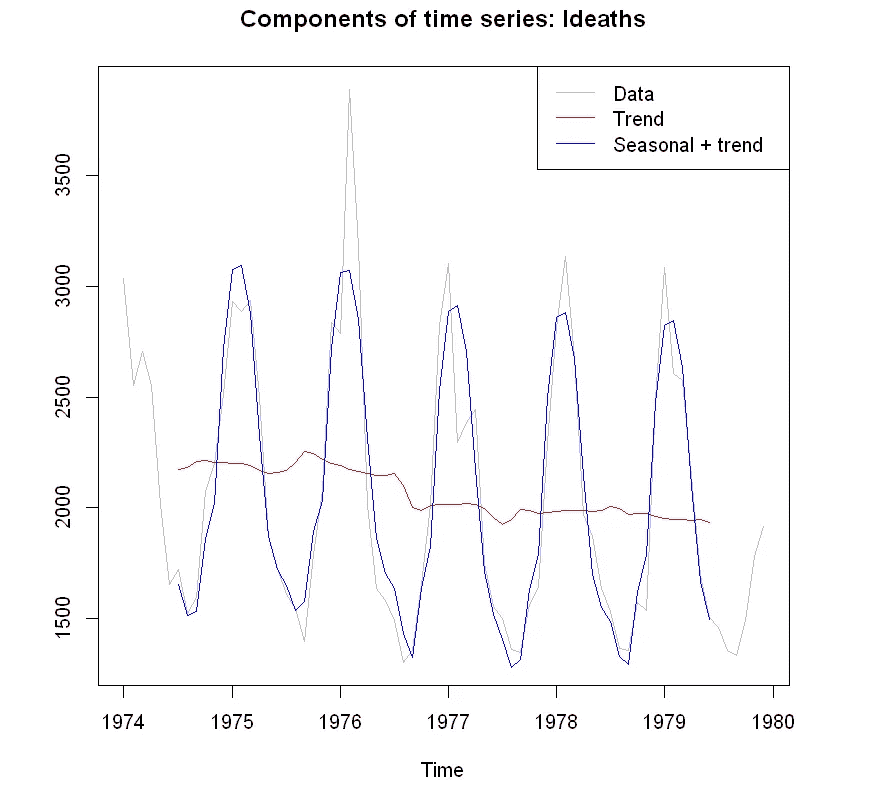 Components of time series: ldeaths
Data
Trend
Seasonal + trend
3500
3000
2500
2000
1500
1974 1975 1976 1977 1978 1979 1980
Time